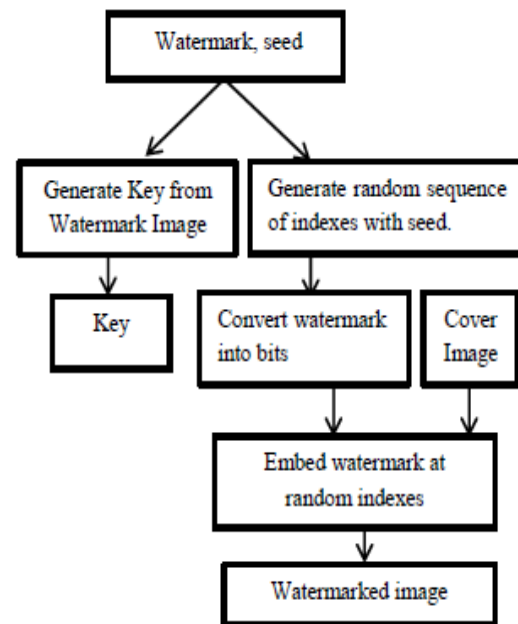 Watermark, seed
Generate Key from
Watermark Image
Generate random sequence
of indexes with seed.
Key
Convert watermark
into bits
Cover
Image
Embed watermark at
random indexes
Watermarked image